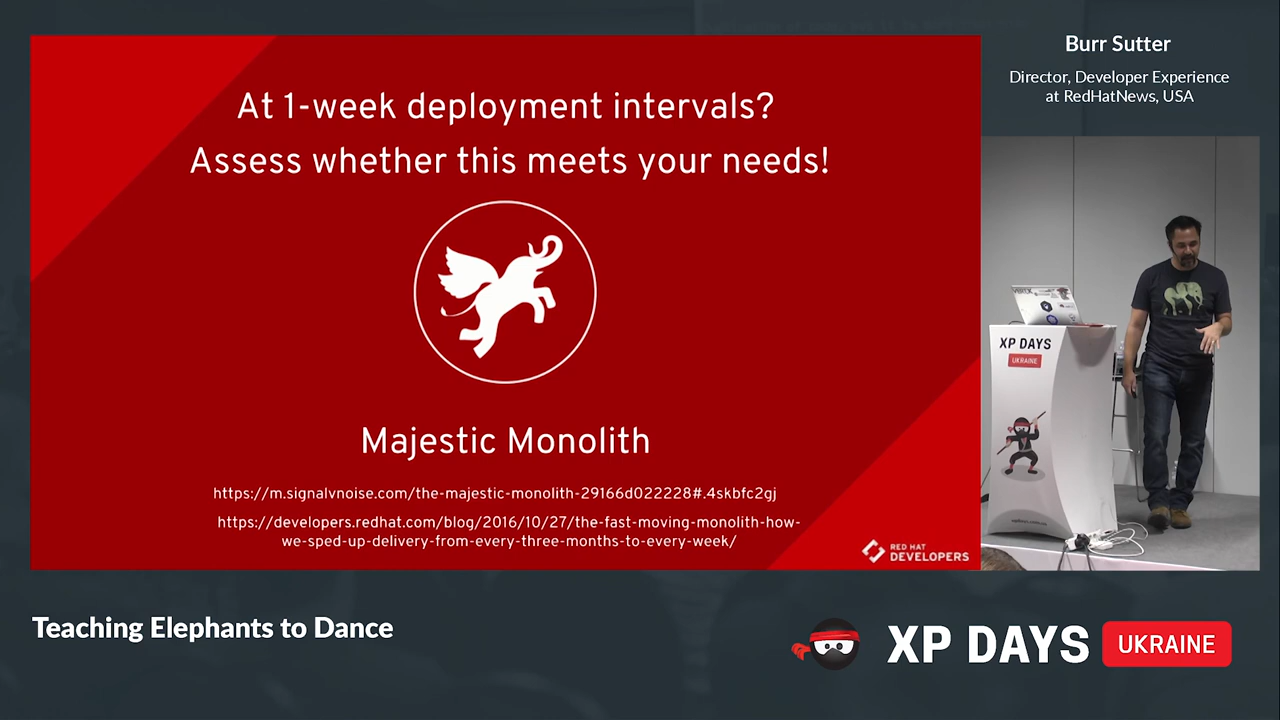 At 1-week deployment intervals?
Assess whether this meets your needs!
Majestic Monolith
https://m.signalvnoise.com/the-majestic-monolith-29166d022228#.4skbfc2gj
https://developers.redhat.com/blog/2016/10/27/the-fast-moving-monolith-how-
we-sped-up-delivery-from-every-three-months-to-every-week/
RED HAT
DEVELOPERS
Burr Sutter
Director, Developer Experience
at RedHatNews, USA
XP DAYS
UKRAINE
Teaching Elephants to Dance
XP DAYS UKRAINE